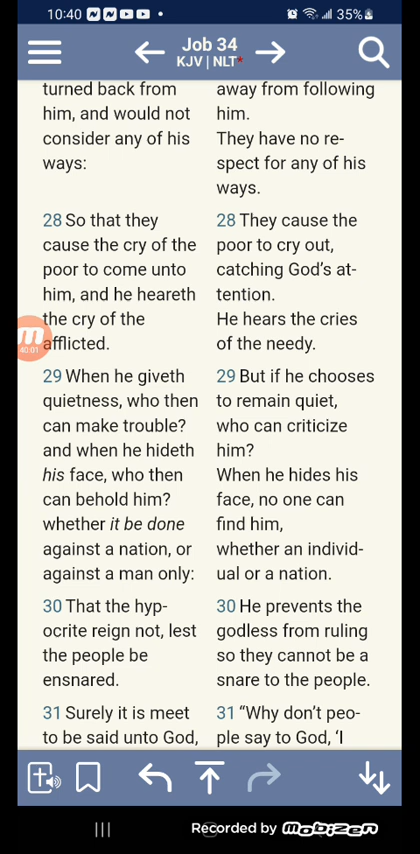 10:40
35%
Job 34
KJV | NLT*
turned back from
him, and would not
consider any of his
ways:
28 So that they
cause the cry of the
poor to come unto
him, and he heareth
the cry of the
afflicted.
29 When he giveth
quietness, who then
can make trouble?
and when he hideth
his face, who then
can behold him?
whether it be done
against a nation, or
against a man only:
30 That the hyp-
ocrite reign not, lest
the people be
ensnared.
31 Surely it is meet
to be said unto God,
away from following
him.
They have no re-
spect for any of his
ways.
28 They cause the
poor to cry out,
catching God’s at-
tention.
He hears the cries
of the needy.
29 But if he chooses
to remain quiet,
who can criticize
him?
When he hides his
face, no one can
find him,
whether an individ-
ual or a nation.
30 He prevents the
godless from ruling
so they cannot be a
snare to the people.
31 “Why don’t peo-
ple say to God, ‘I
m
40:01
Recorded by mobizen